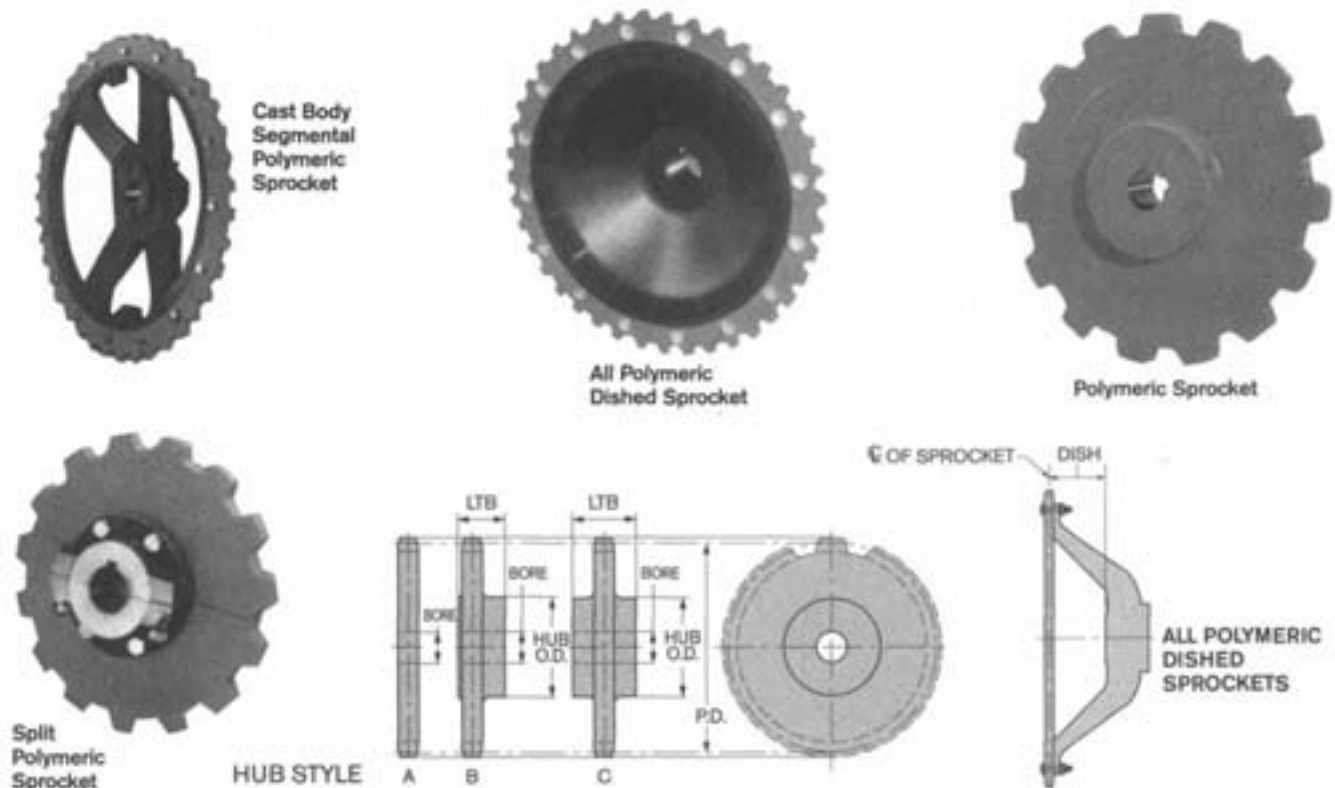 Cast Body
Segmental
Polymeric
Sprocket
All Polymeric
Dished Sprocket
Polymeric Sprocket
Split
Polymeric
Sprocket
HUB STYLE
A
B
C
LTB
LTB
BORE
BORE
BORE
HUB
O.D.
HUB
O.D.
P.D.
℄ OF SPROCKET
DISH
ALL POLYMERIC
DISHED
SPROCKETS